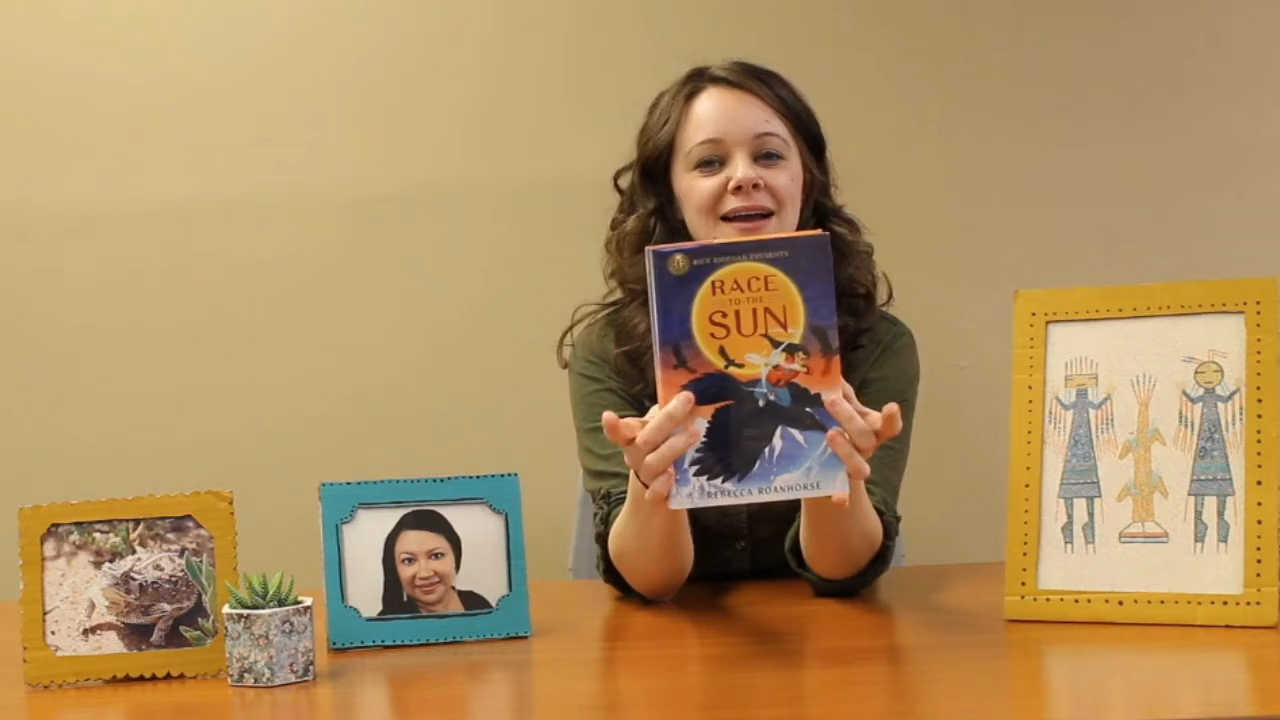 RICK RIORDAN PRESENTS
RACE
TO THE
SUN
REBECCA ROANHORSE